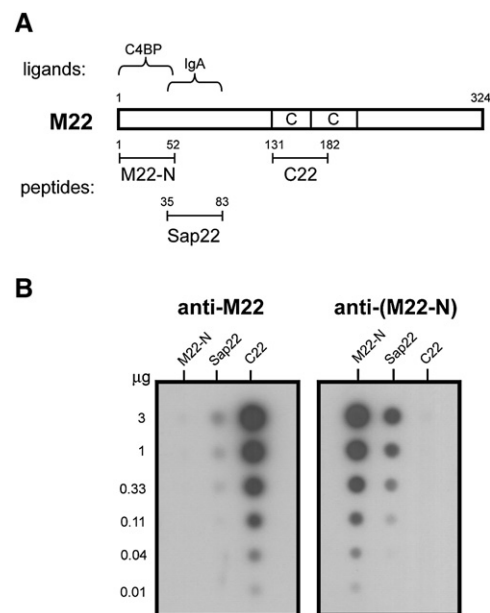 A
C4BP
IgA
ligands:
1 324
M22 C C
1 52 131 182
M22-N C22
peptides:
35 83
Sap22
B
anti-M22 anti-(M22-N)
M22-N Sap22 C22 M22-N Sap22 C22
µg
3
1
0.33
0.11
0.04
0.01